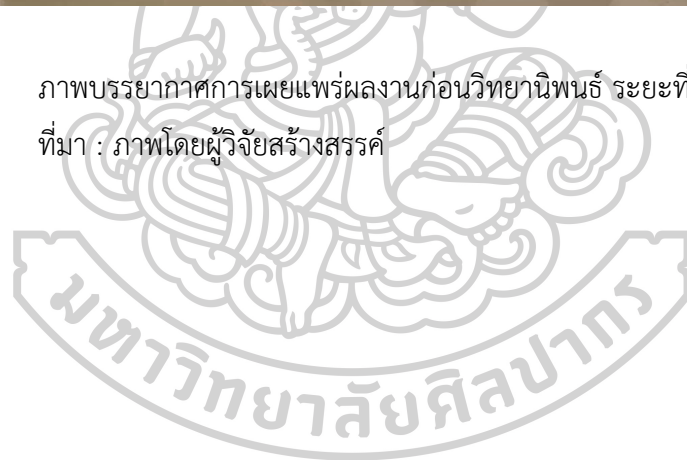 ภาพบรรยากาศการเผยแพร่ผลงานก่อนวิทยานิพนธ์ ระยะที่
ที่มา : ภาพโดยผู้วิจัยสร้างสรรค์
มหาวิทยาลัยศิลปากร